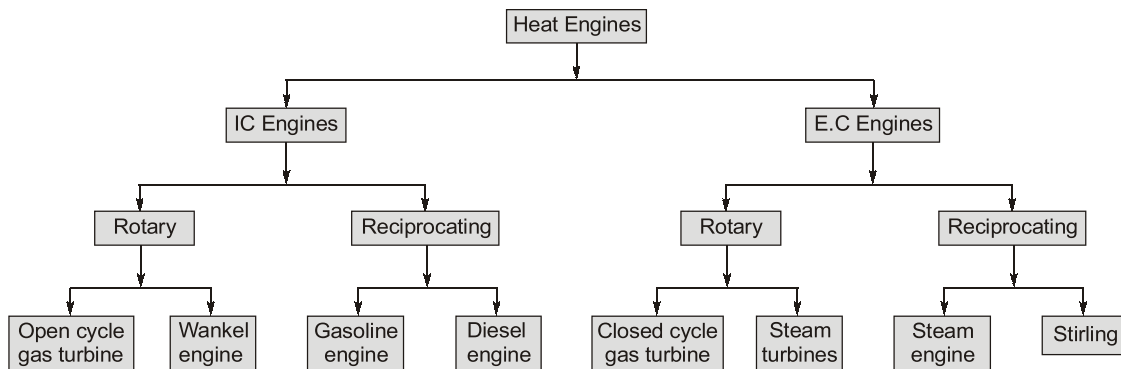 Heat Engines
IC Engines
E.C Engines
Rotary
Reciprocating
Rotary
Reciprocating
Open cycle
gas turbine
Wankel
engine
Gasoline
engine
Diesel
engine
Closed cycle
gas turbine
Steam
turbines
Steam
engine
Stirling